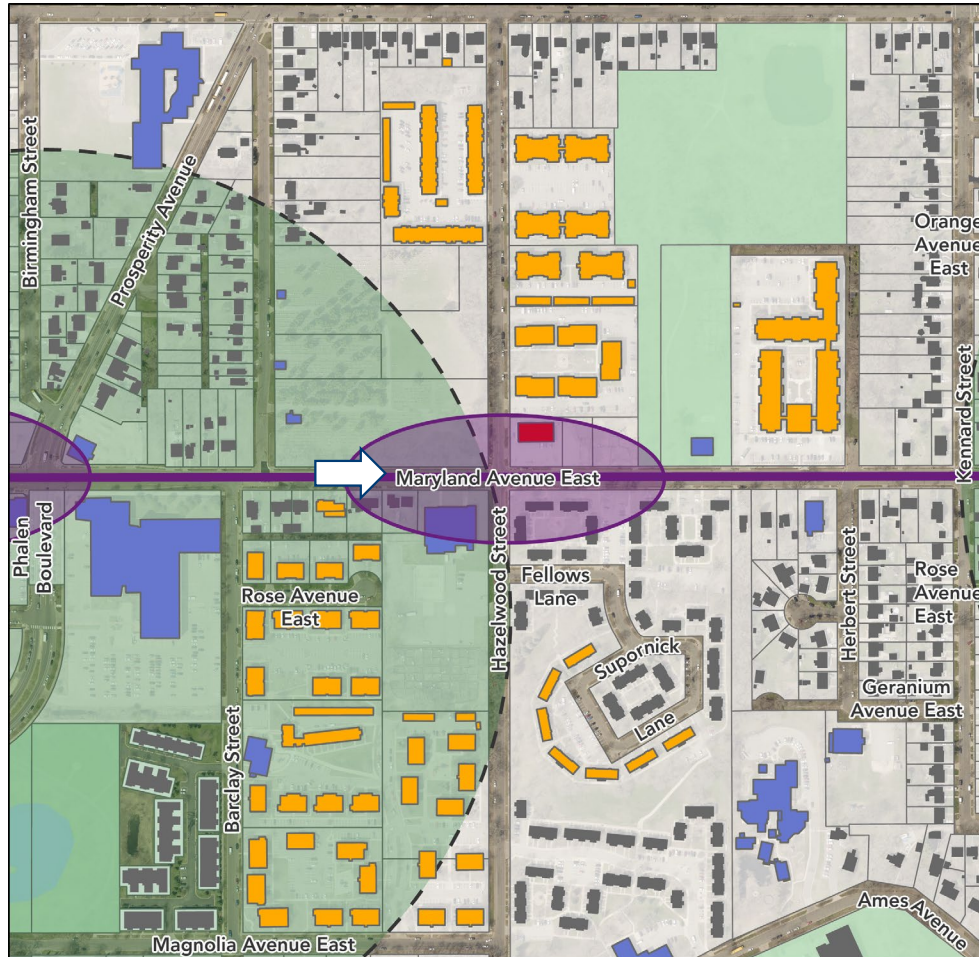 Birmingham Street
Prosperity Avenue
Orange
Avenue
East
Kennard Street
Maryland Avenue East
Phalen
Boulevard
Hazelwood Street
Fellows
Lane
Rose Avenue
East
Herbert Street
Rose
Avenue
East
Supornick
Lane
Geranium
Avenue East
Barclay Street
Ames Avenue
Magnolia Avenue East